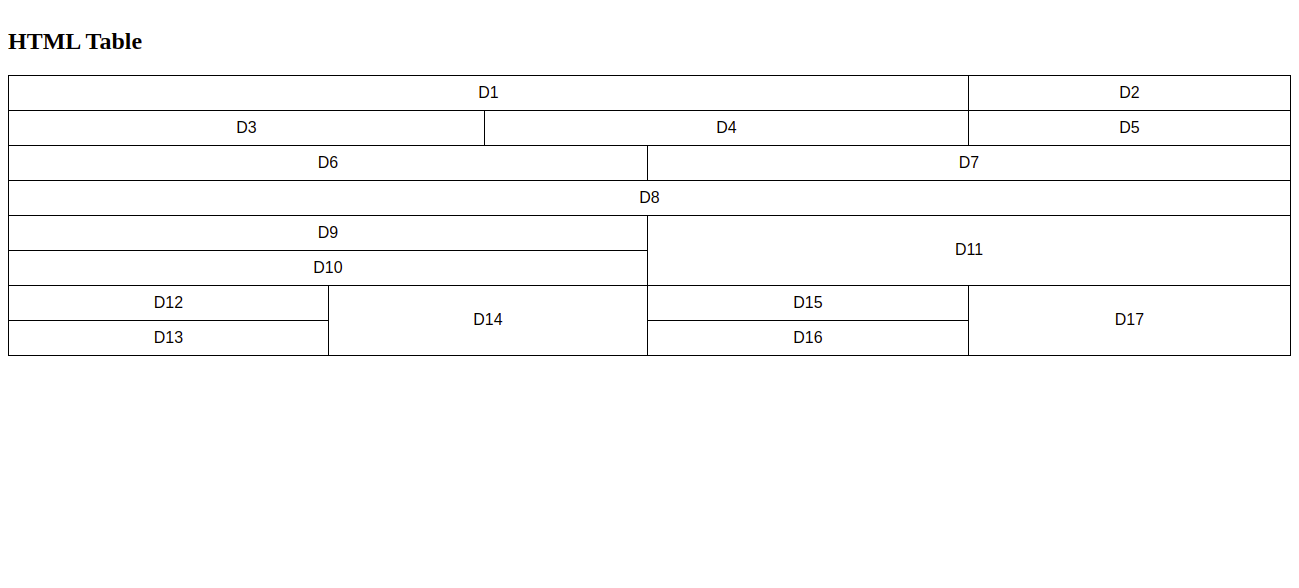 HTML Table
D1 D2
D3 D4 D5
D6 D7
D8
D9
D11
D10
D12 D15
D14 D17
D13 D16